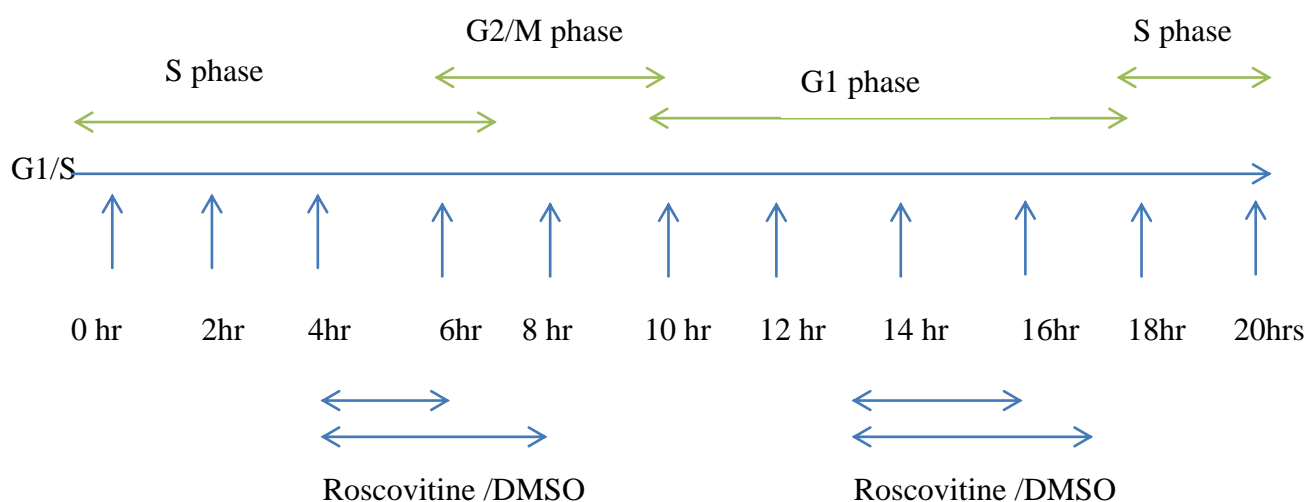 G2/M phase
S phase
S phase
G1 phase
G1/S
0 hr 2hr 4hr 6hr 8 hr 10 hr 12 hr 14 hr 16hr 18hr 20hrs
Roscovitine /DMSO Roscovitine /DMSO